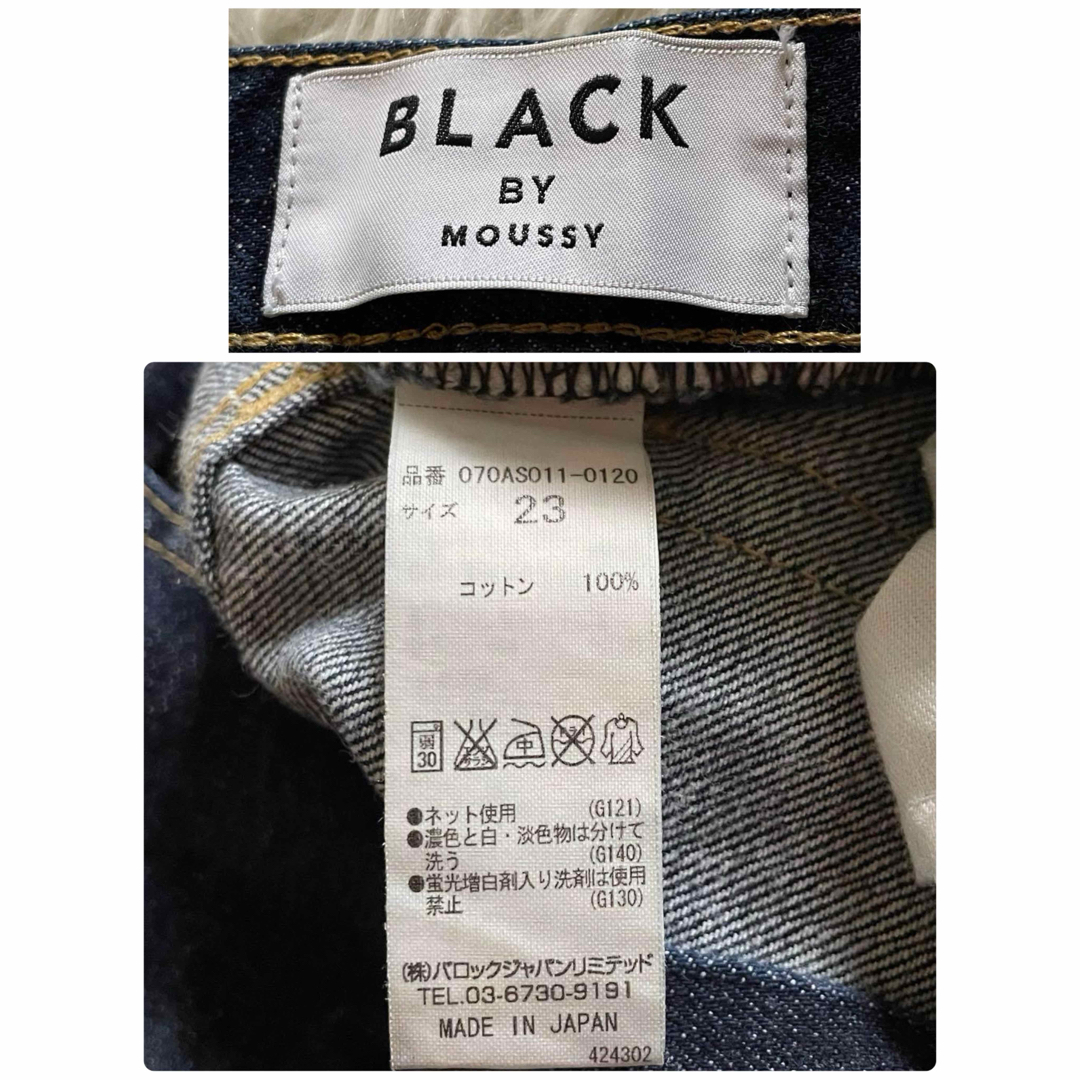 BLACK
BY
MOUSSY
品番 070AS011-0120
サイズ 23
コットン 100%
弱
30
中
●ネット使用 (G121)
●濃色と白・淡色物は分けて
洗う (G140)
●蛍光増白剤入り洗剤は使用
禁止 (G130)
(株)バロックジャパンリミテッド
TEL.03-6730-9191
MADE IN JAPAN
424302